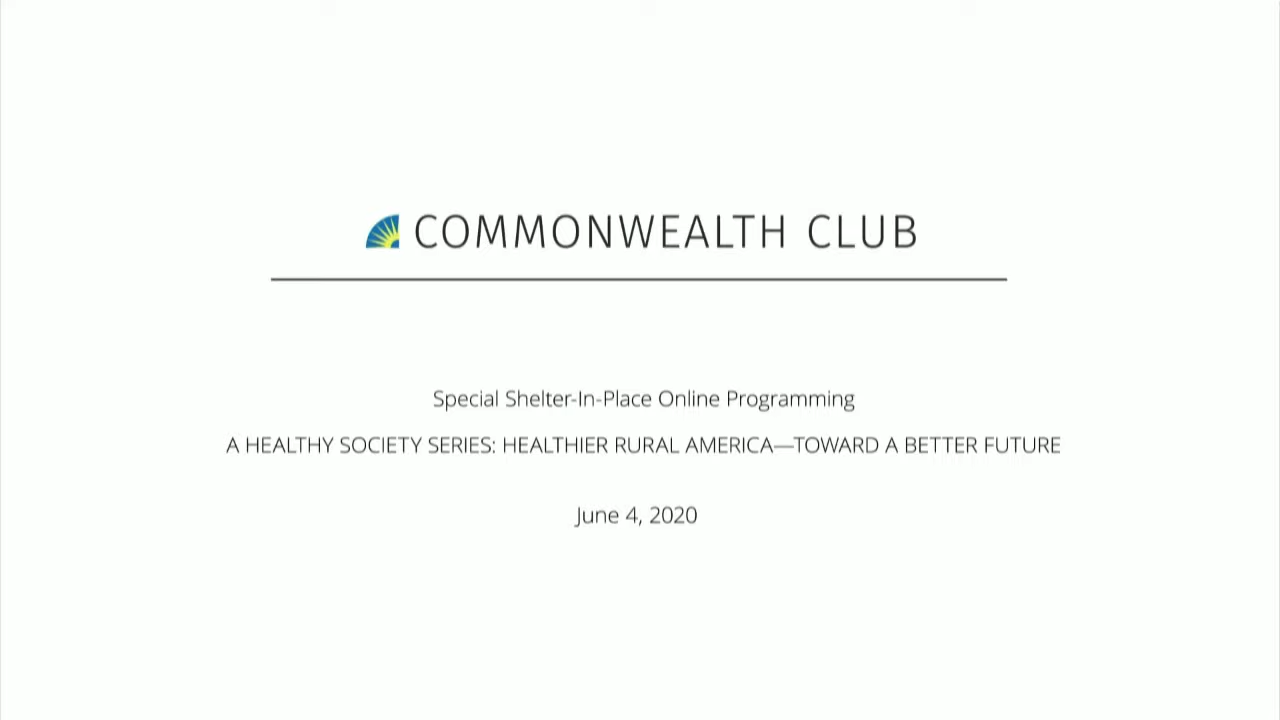 COMMONWEALTH CLUB
Special Shelter-In-Place Online Programming
A HEALTHY SOCIETY SERIES: HEALTHIER RURAL AMERICA—TOWARD A BETTER FUTURE
June 4, 2020